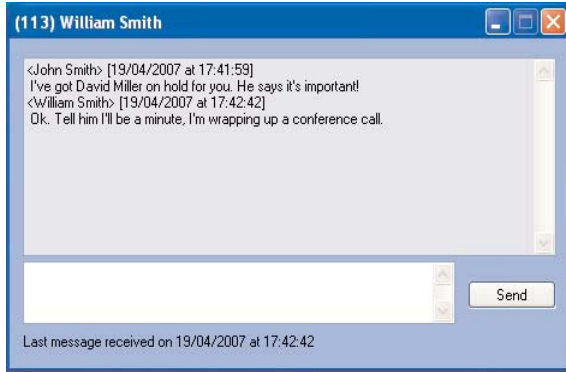 (113) William Smith
<John Smith> [19/04/2007 at 17:41:59]
I've got David Miller on hold for you. He says it's important!
<William Smith> [19/04/2007 at 17:42:42]
Ok. Tell him I'll be a minute, I'm wrapping up a conference call.
Send
Last message received on 19/04/2007 at 17:42:42